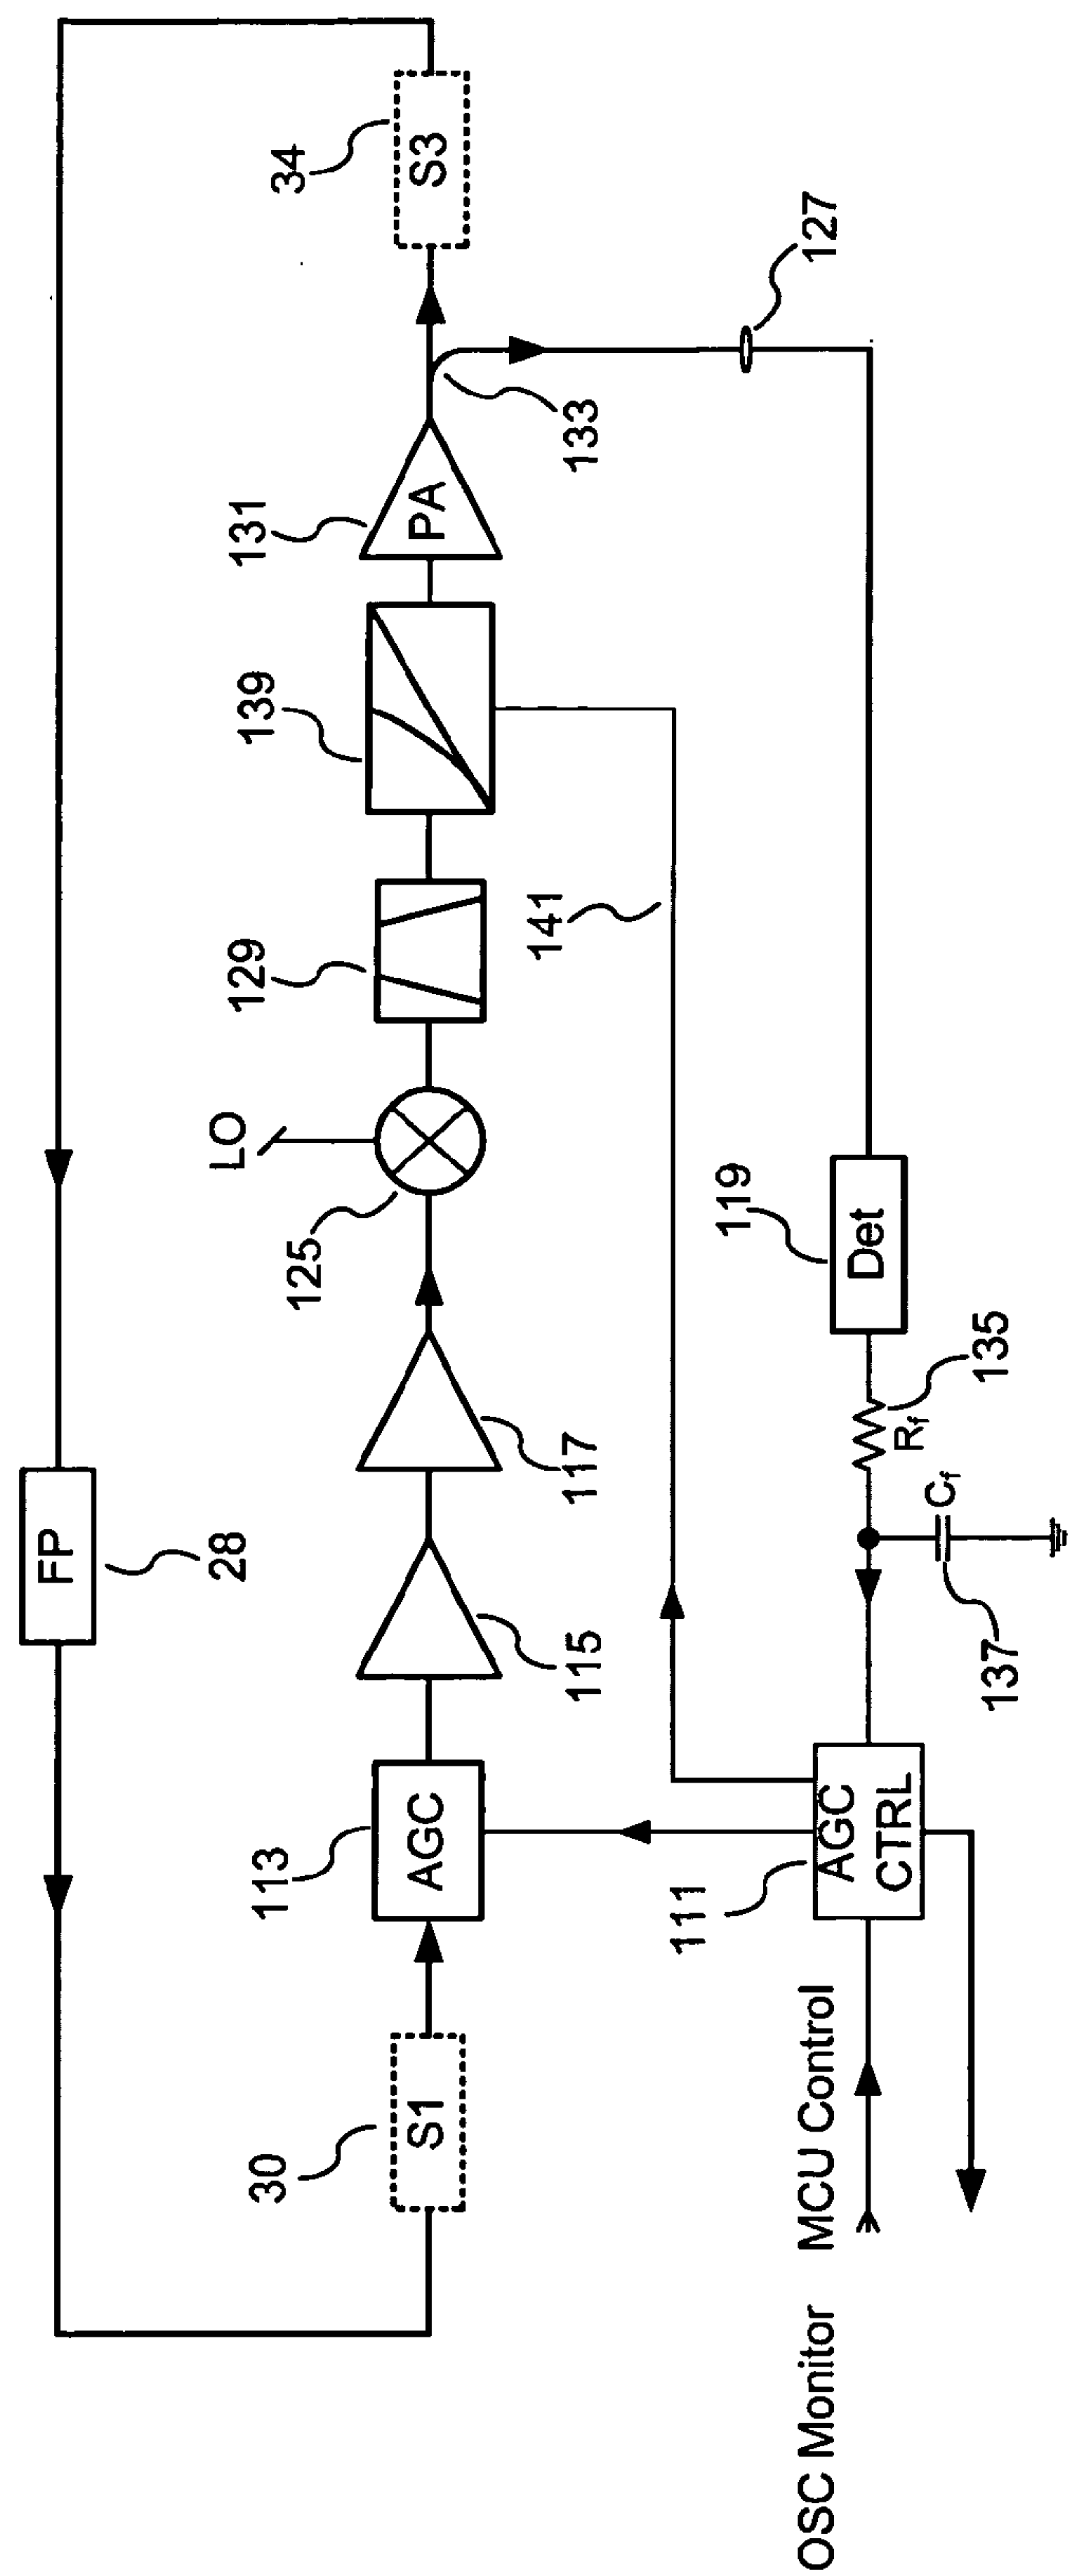 FP
28
LO
30
113
125
129
139
131
34
S1
AGC
PA
S3
115
117
141
133
111
119
127
OSC Monitor MCU Control
AGC
CTRL
Det
Rf
Cf
137
135